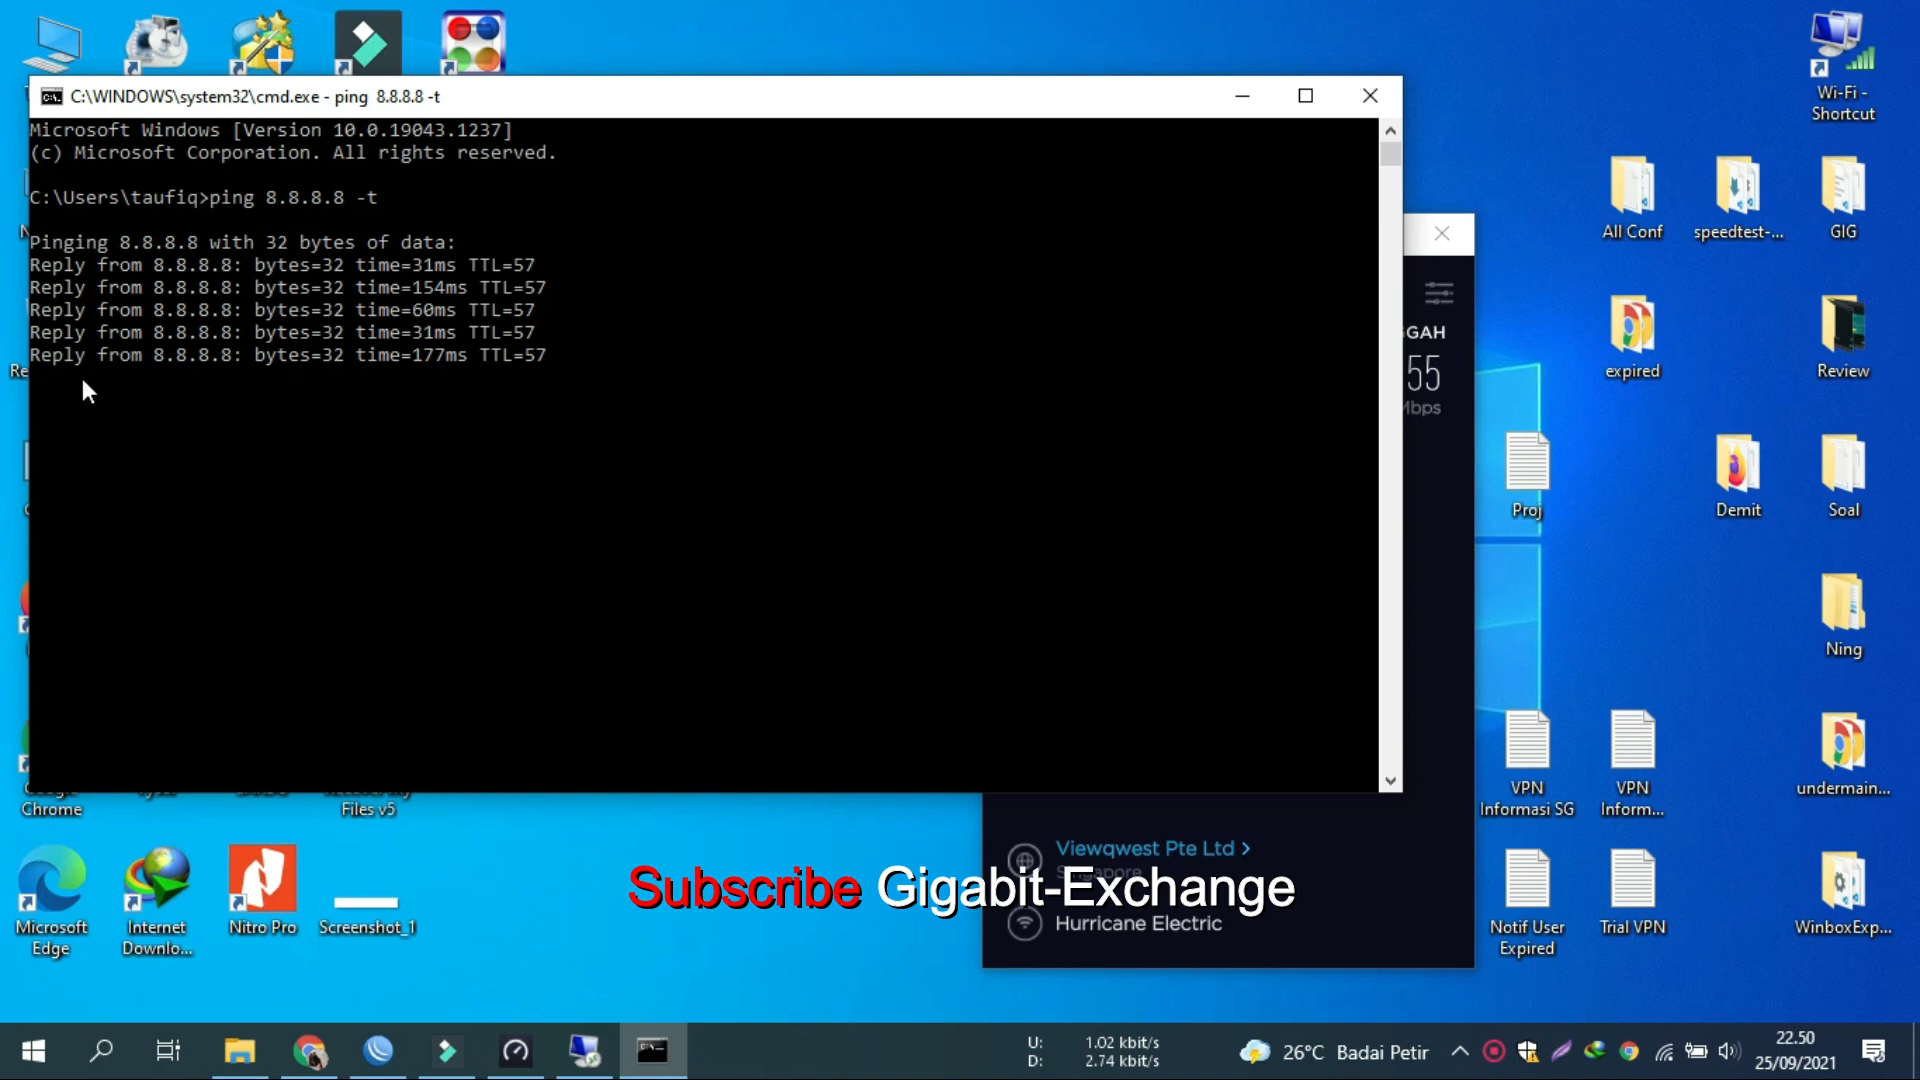 C:\WINDOWS\system32\cmd.exe - ping 8.8.8.8 -t
Microsoft Windows [Version 10.0.19043.1237]
(c) Microsoft Corporation. All rights reserved.
C:\Users\taufiq>ping 8.8.8.8 -t
Pinging 8.8.8.8 with 32 bytes of data:
Reply from 8.8.8.8: bytes=32 time=31ms TTL=57
Reply from 8.8.8.8: bytes=32 time=154ms TTL=57
Reply from 8.8.8.8: bytes=32 time=60ms TTL=57
Reply from 8.8.8.8: bytes=32 time=31ms TTL=57
Reply from 8.8.8.8: bytes=32 time=177ms TTL=57
GGAH
55
Mbps
Viewqwest Pte Ltd >
Singapore
Hurricane Electric
Subscribe Gigabit-Exchange
Wi-Fi -
Shortcut
All Conf
speedtest-...
GIG
expired
Review
Proj
Demit
Soal
Ning
VPN
Informasi SG
VPN
Inform...
undermain...
Notif User
Expired
Trial VPN
WinboxExp...
Chrome
Files v5
Microsoft
Edge
Internet
Downlo...
Nitro Pro
Screenshot_1
U: 1.02 kbit/s
D: 2.74 kbit/s
26°C Badai Petir
22.50
25/09/2021